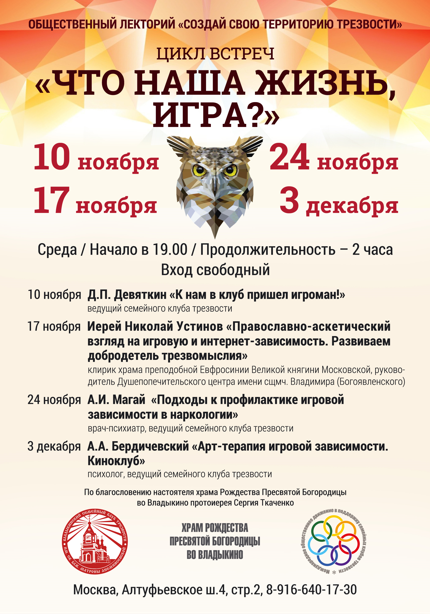 ОБЩЕСТВЕННЫЙ ЛЕКТОРИЙ «СОЗДАЙ СВОЮ ТЕРРИТОРИЮ ТРЕЗВОСТИ»
ЦИКЛ ВСТРЕЧ
«ЧТО НАША ЖИЗНЬ,
ИГРА?»
10 ноября
24 ноября
17 ноября
3 декабря
Среда / Начало в 19.00 / Продолжительность – 2 часа
Вход свободный
10 ноября Д.П. Девяткин «К нам в клуб пришел игроман!»
ведущий семейного клуба трезвости
17 ноября Иерей Николай Устинов «Православно-аскетический
взгляд на игровую и интернет-зависимость. Развиваем
добродетель трезвомыслия»
клирик храма преподобной Евфросинии Великой княгини Московской, руково-
дитель Душепопечительского центра имени сщмч. Владимира (Богоявленского)
24 ноября А.И. Магай «Подходы к профилактике игровой
зависимости в наркологии»
врач-психиатр, ведущий семейного клуба трезвости
3 декабря А.А. Бердичевский «Арт-терапия игровой зависимости.
Киноклуб»
психолог, ведущий семейного клуба трезвости
По благословению настоятеля храма Рождества Пресвятой Богородицы
во Владыкино протоиерея Сергия Ткаченко
ХРАМ РОЖДЕСТВА
ПРЕСВЯТОЙ БОГОРОДИЦЫ
ВО ВЛАДЫКИНО
Москва, Алтуфьевское ш.4, стр.2, 8-916-640-17-30